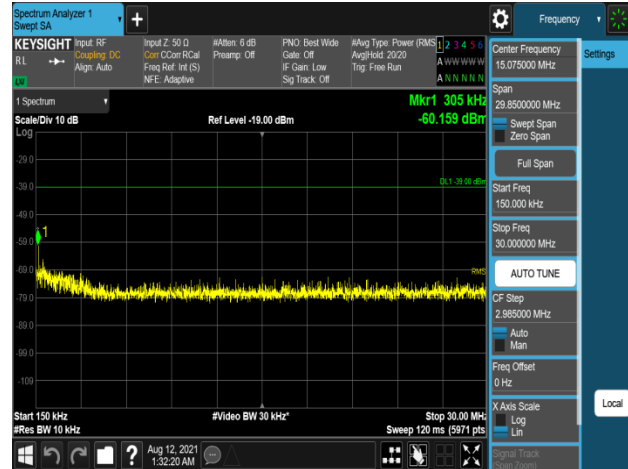 Spectrum Analyzer 1
Swept SA
Frequency
KEYSIGHT
Input: RF
Coupling: DC
Align: Auto
R L
LW
Input Z: 50 Ω
Corr CCorr RCal
Freq Ref: Int (S)
NFE: Adaptive
#Atten: 6 dB
Preamp: Off
PNO: Best Wide
Gate: Off
IF Gain: Low
Sig Track: Off
#Avg Type: Power (RMS
Avg|Hold: 20/20
Trig: Free Run
1 2 3 4 5 6
A W W W W W
A N N N N N
1 Spectrum
Scale/Div 10 dB
Log
Ref Level -19.00 dBm
Mkr1 305 kHz
-60.159 dBm
-29.0
-39.0
DL1 -39.00 dBm
-49.0
1
-59.0
-69.0
RMS
-79.0
-89.0
-99.0
-109
Start 150 kHz
#Res BW 10 kHz
#Video BW 30 kHz*
Stop 30.00 MHz
Sweep 120 ms (5971 pts
Aug 12, 2021
1:32:20 AM
Center Frequency
15.075000 MHz
Settings
Span
29.8500000 MHz
Swept Span
Zero Span
Full Span
Start Freq
150.000 kHz
Stop Freq
30.000000 MHz
AUTO TUNE
CF Step
2.985000 MHz
Auto
Man
Freq Offset
0 Hz
X Axis Scale
Log
Lin
Local
Signal Track
(Span Zoom)